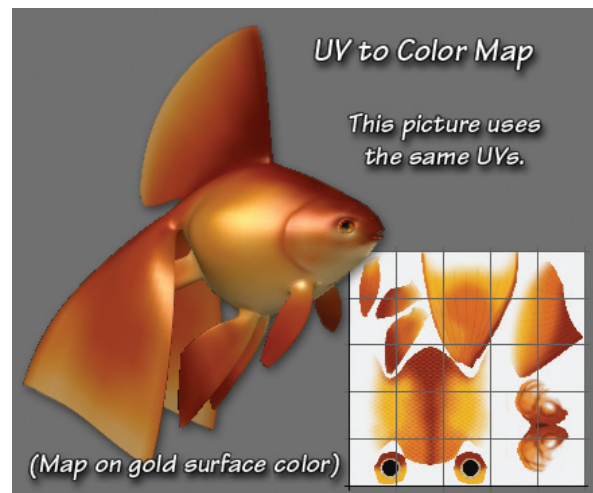 UV to Color Map
This picture uses
the same UVs.
(Map on gold surface color)